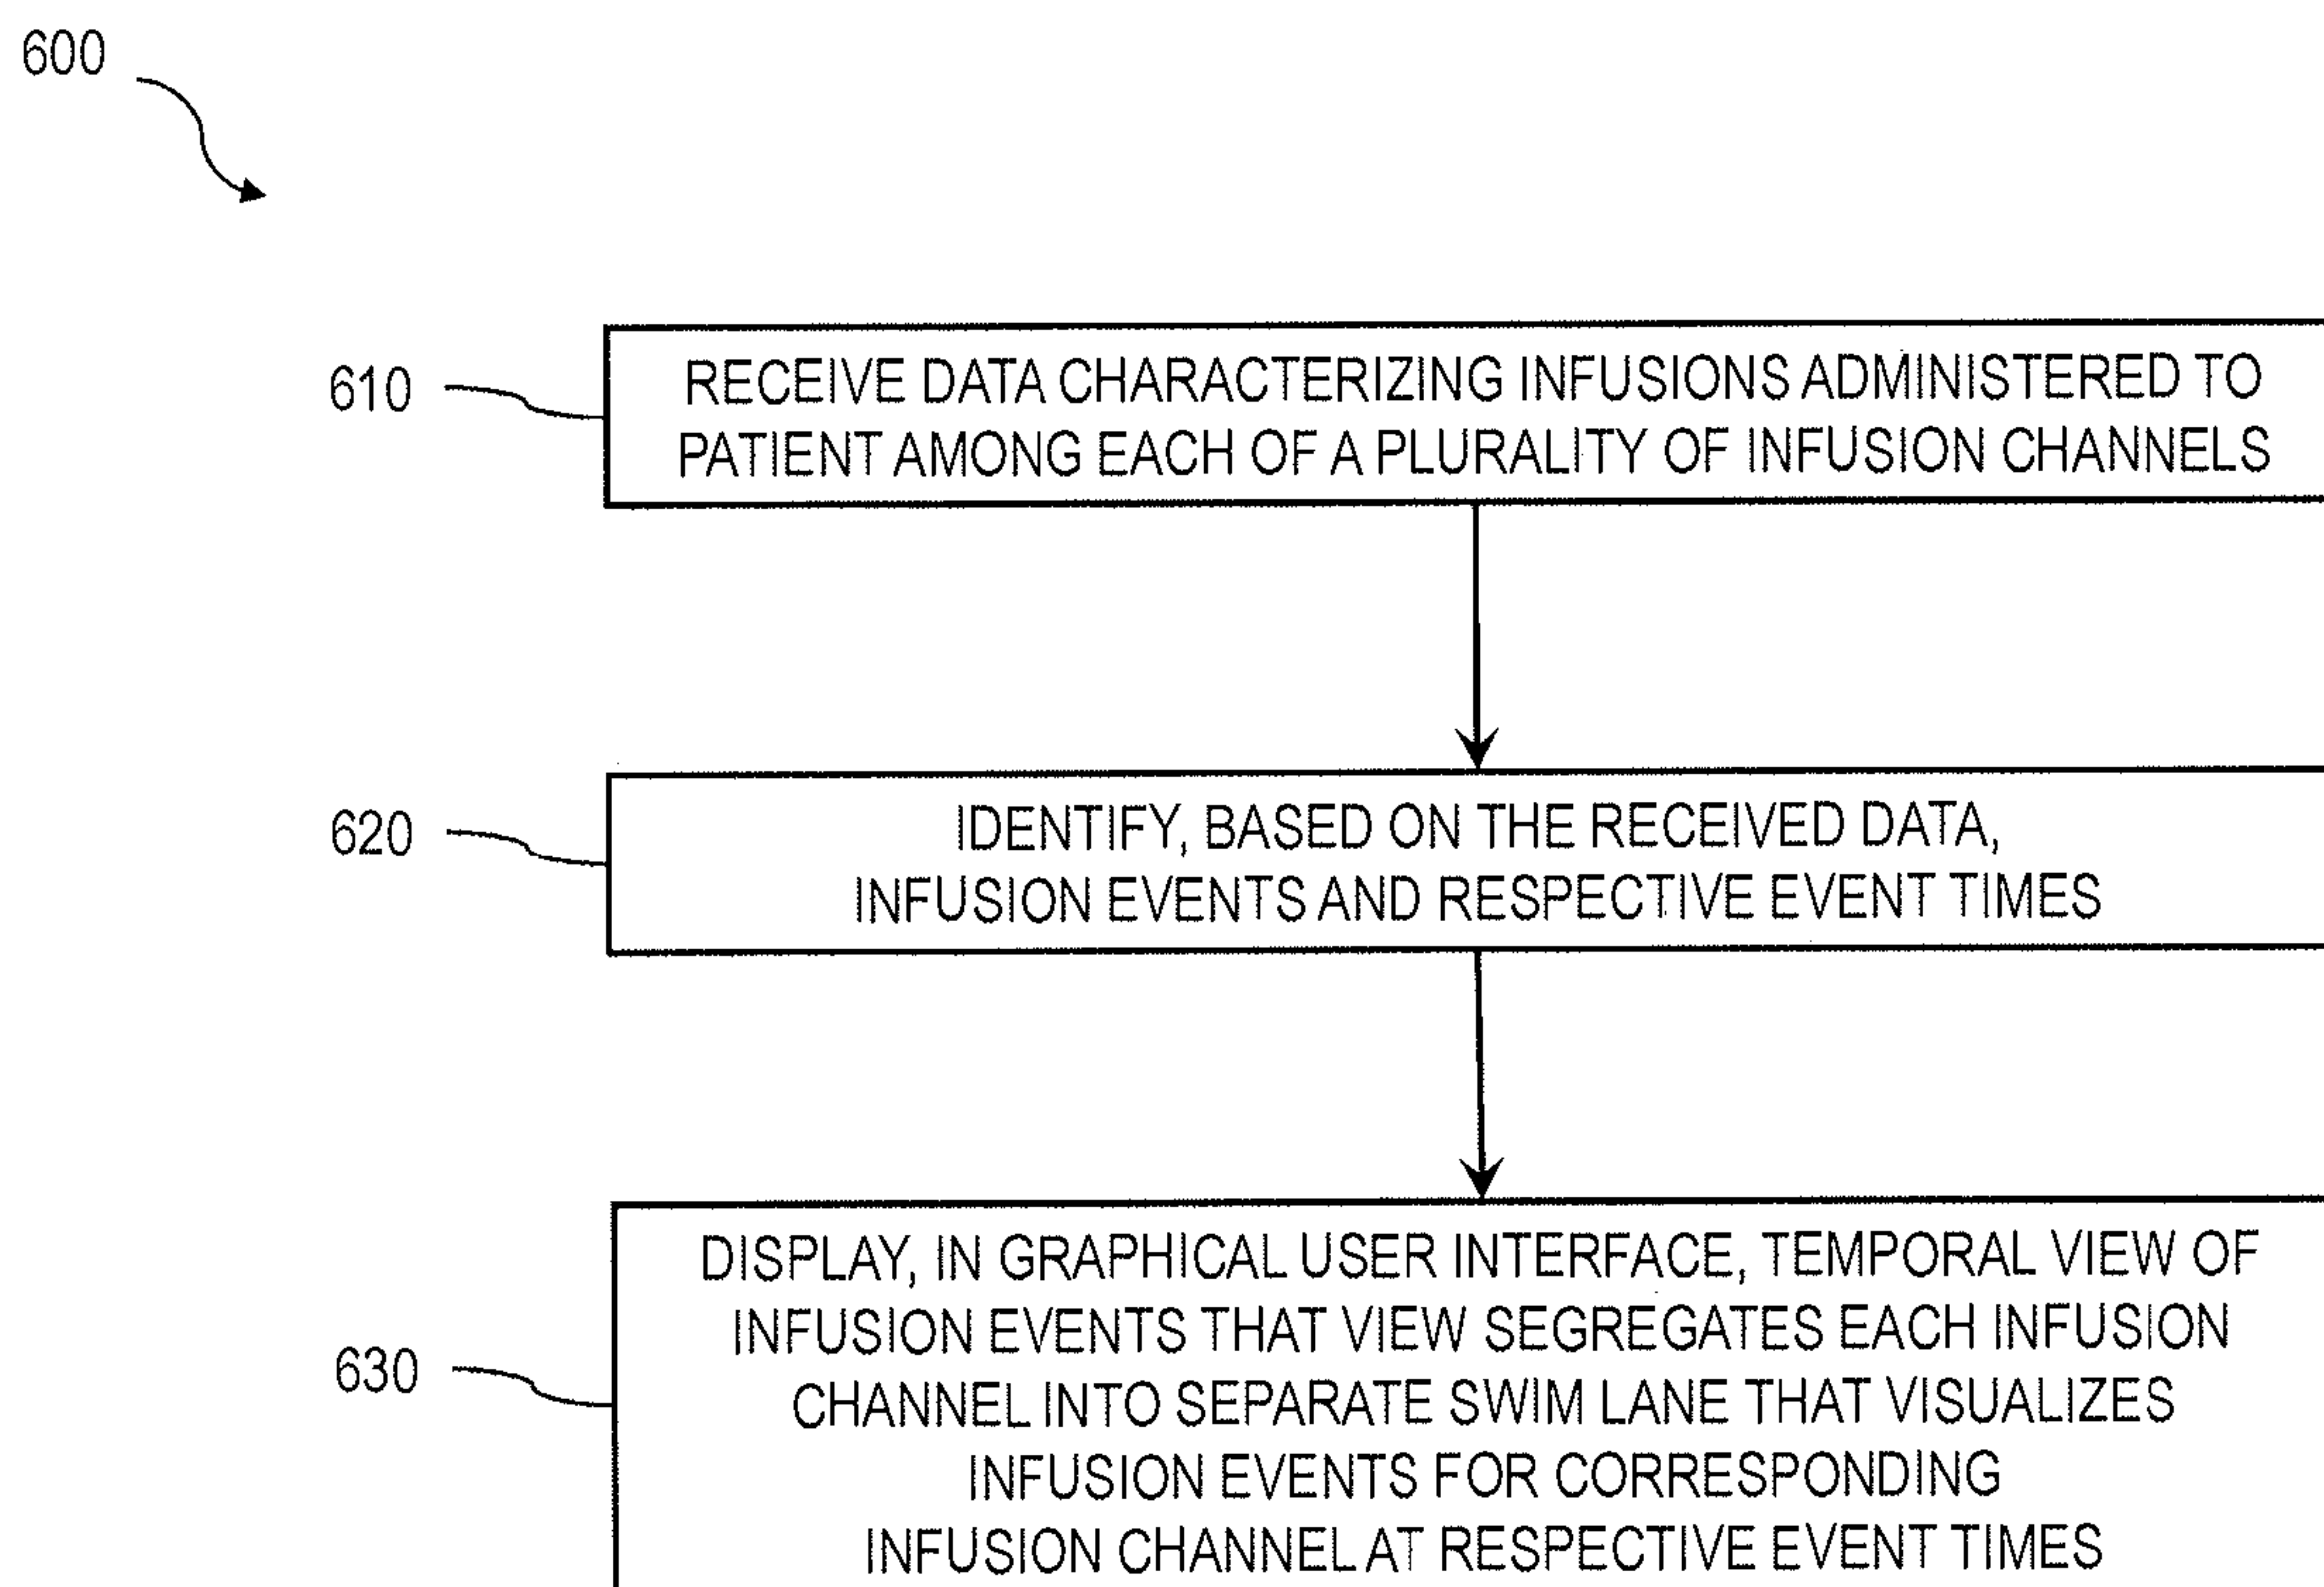 600
610
RECEIVE DATA CHARACTERIZING INFUSIONS ADMINISTERED TO
PATIENT AMONG EACH OF A PLURALITY OF INFUSION CHANNELS
620
IDENTIFY, BASED ON THE RECEIVED DATA,
INFUSION EVENTS AND RESPECTIVE EVENT TIMES
630
DISPLAY, IN GRAPHICAL USER INTERFACE, TEMPORAL VIEW OF
INFUSION EVENTS THAT VIEW SEGREGATES EACH INFUSION
CHANNEL INTO SEPARATE SWIM LANE THAT VISUALIZES
INFUSION EVENTS FOR CORRESPONDING
INFUSION CHANNEL AT RESPECTIVE EVENT TIMES